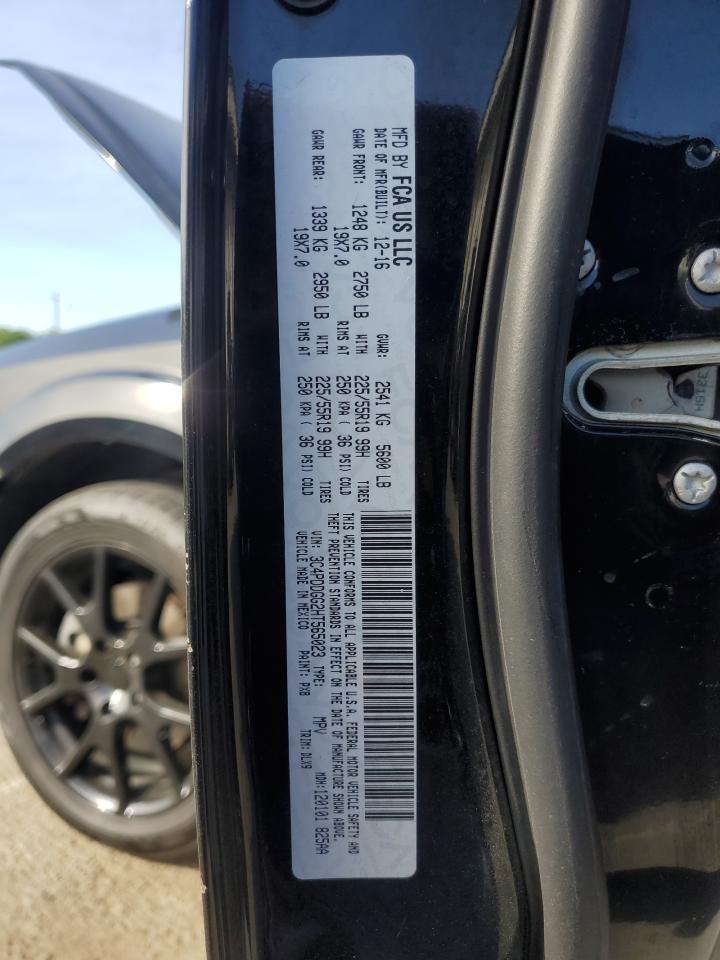 MFD BY FCA US LLC
DATE OF MFR(BUILT): 12-16 GVWR: 2541 KG 5600 LB
GAWR FRONT: 1248 KG 2750 LB WITH 225/55R19 99H TIRES
19X7.0 RIMS AT 250 KPA ( 36 PSI) COLD
GAWR REAR: 1339 KG 2950 LB WITH 225/55R19 99H TIRES
19X7.0 RIMS AT 250 KPA ( 36 PSI) COLD
THIS VEHICLE CONFORMS TO ALL APPLICABLE U.S.A. FEDERAL MOTOR VEHICLE SAFETY AND
THEFT PREVENTION STANDARDS IN EFFECT ON THE DATE OF MANUFACTURE SHOWN ABOVE.
VIN: 3C4PDDGG2HT565023 TYPE: MPV MDH:120101 825AA
VEHICLE MADE IN MEXICO PAINT: PX8 TRIM:DLX9